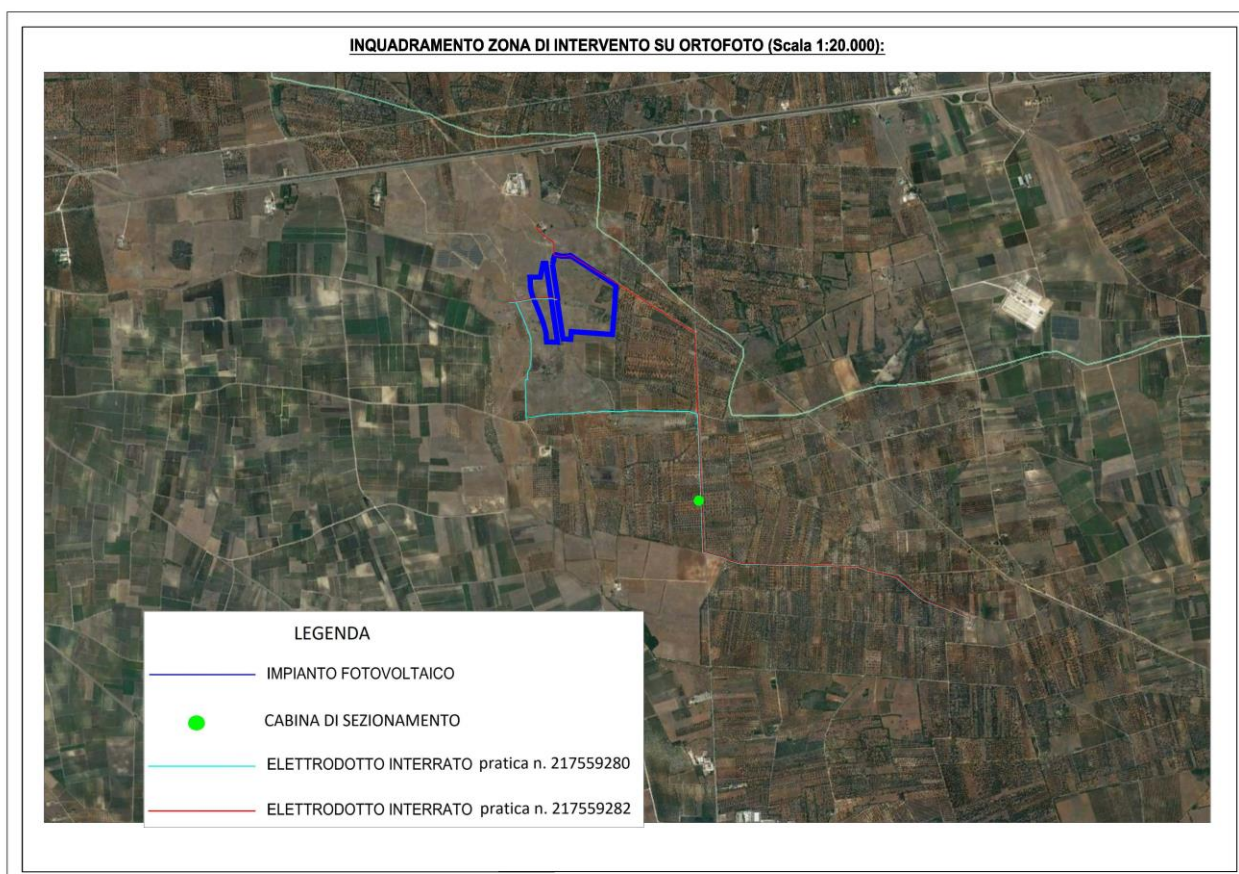 INQUADRAMENTO ZONA DI INTERVENTO SU ORTOFOTO (Scala 1:20.000):
LEGENDA
IMPIANTO FOTOVOLTAICO
CABINA DI SEZIONAMENTO
ELETTRODOTTO INTERRATO pratica n. 217559280
ELETTRODOTTO INTERRATO pratica n. 217559282